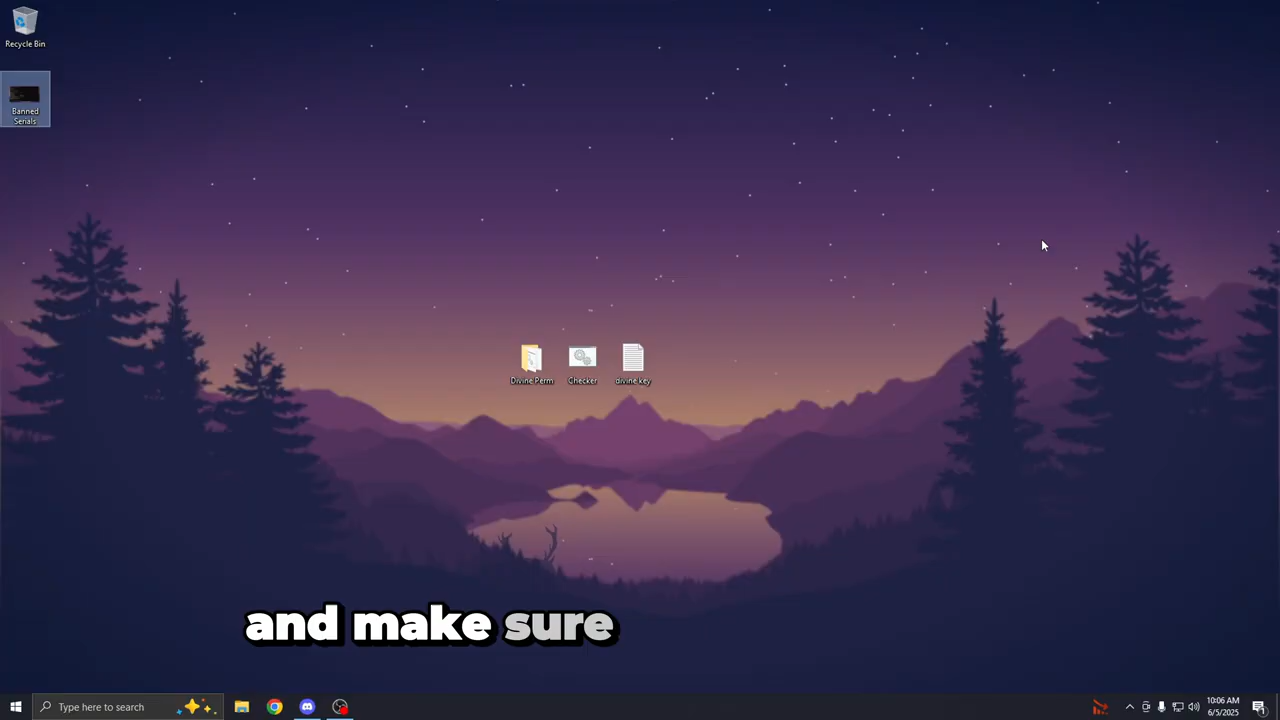 Recycle Bin
Banned
Serials
Divine Perm
Checker
divine key
and make sure
Type here to search
10:06 AM
6/5/2025